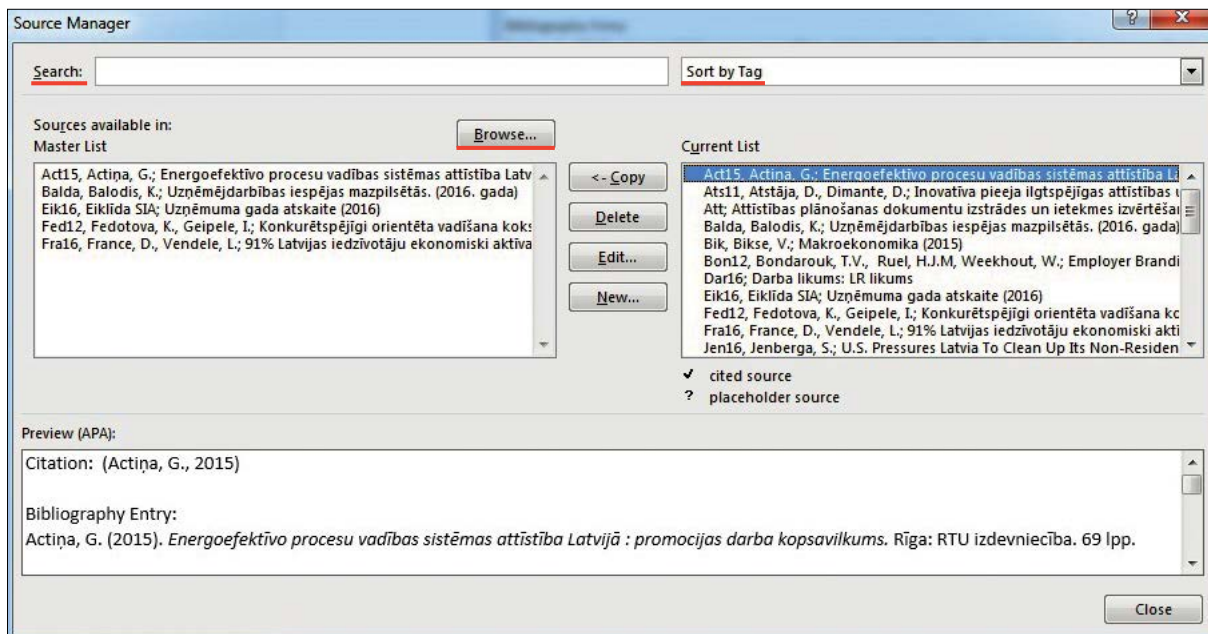 Source Manager
Search:
Sort by Tag
Sources available in:
Master List
Browse...
Current List
Act15, Actiņa, G.; Energoefektīvo procesu vadības sistēmas attīstība Latv
Balda, Balodis, K.; Uzņēmējdarbības iespējas mazpilsētās. (2016. gada)
Eik16, Eiklīda SIA; Uzņēmuma gada atskaite (2016)
Fed12, Fedotova, K., Geipele, I.; Konkurētspējīgi orientēta vadīšana koks
Fra16, France, D., Vendele, L.; 91% Latvijas iedzīvotāju ekonomiski aktīva
<- Copy
Delete
Edit...
New...
Act15, Actiņa, G.; Energoefektīvo procesu vadības sistēmas attīstība La
Ats11, Atstāja, D., Dimante, D.; Inovatīva pieeja ilgtspējīgas attīstības
Att; Attīstības plānošanas dokumentu izstrādes un ietekmes izvērtēša
Balda, Balodis, K.; Uzņēmējdarbības iespējas mazpilsētās. (2016. gada)
Bik, Bikse, V.; Makroekonomika (2015)
Bon12, Bondarouk, T.V., Ruel, H.J.M, Weekhout, W.; Employer Brandi
Dar16; Darba likums: LR likums
Eik16, Eiklīda SIA; Uzņēmuma gada atskaite (2016)
Fed12, Fedotova, K., Geipele, I.; Konkurētspējīgi orientēta vadīšana kc
Fra16, France, D., Vendele, L.; 91% Latvijas iedzīvotāju ekonomiski akti
Jen16, Jenberga, S.; U.S. Pressures Latvia To Clean Up Its Non-Residen
✓ cited source
? placeholder source
Preview (APA):
Citation: (Actiņa, G., 2015)
Bibliography Entry:
Actiņa, G. (2015). Energoefektīvo procesu vadības sistēmas attīstība Latvijā : promocijas darba kopsavilkums. Rīga: RTU izdevniecība. 69 lpp.
Close